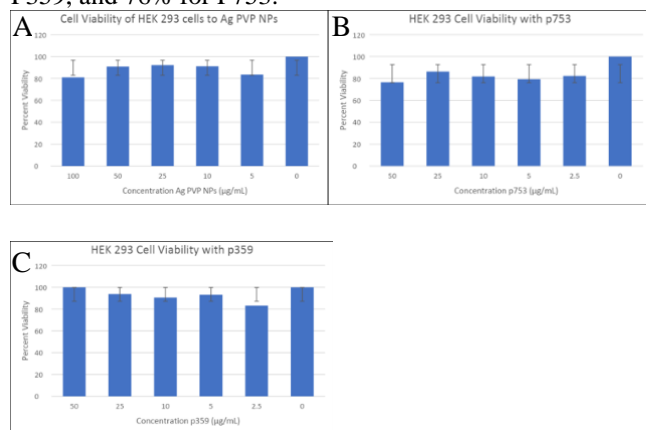 P359, and 76% for P753.
A
Cell Viability of HEK 293 cells to Ag PVP NPs
120
100
80
60
40
20
0
Percent Viability
100 50 25 10 5 0
Concentration Ag PVP NPs (µg/mL)
B
HEK 293 Cell Viability with p753
120
100
80
60
40
20
0
Percent Viability
50 25 10 5 2.5 0
Concentration p753 (µg/mL)
C
HEK 293 Cell Viability with p359
120
100
80
60
40
20
0
Percent Viability
50 25 10 5 2.5 0
Concentration p359 (µg/mL)